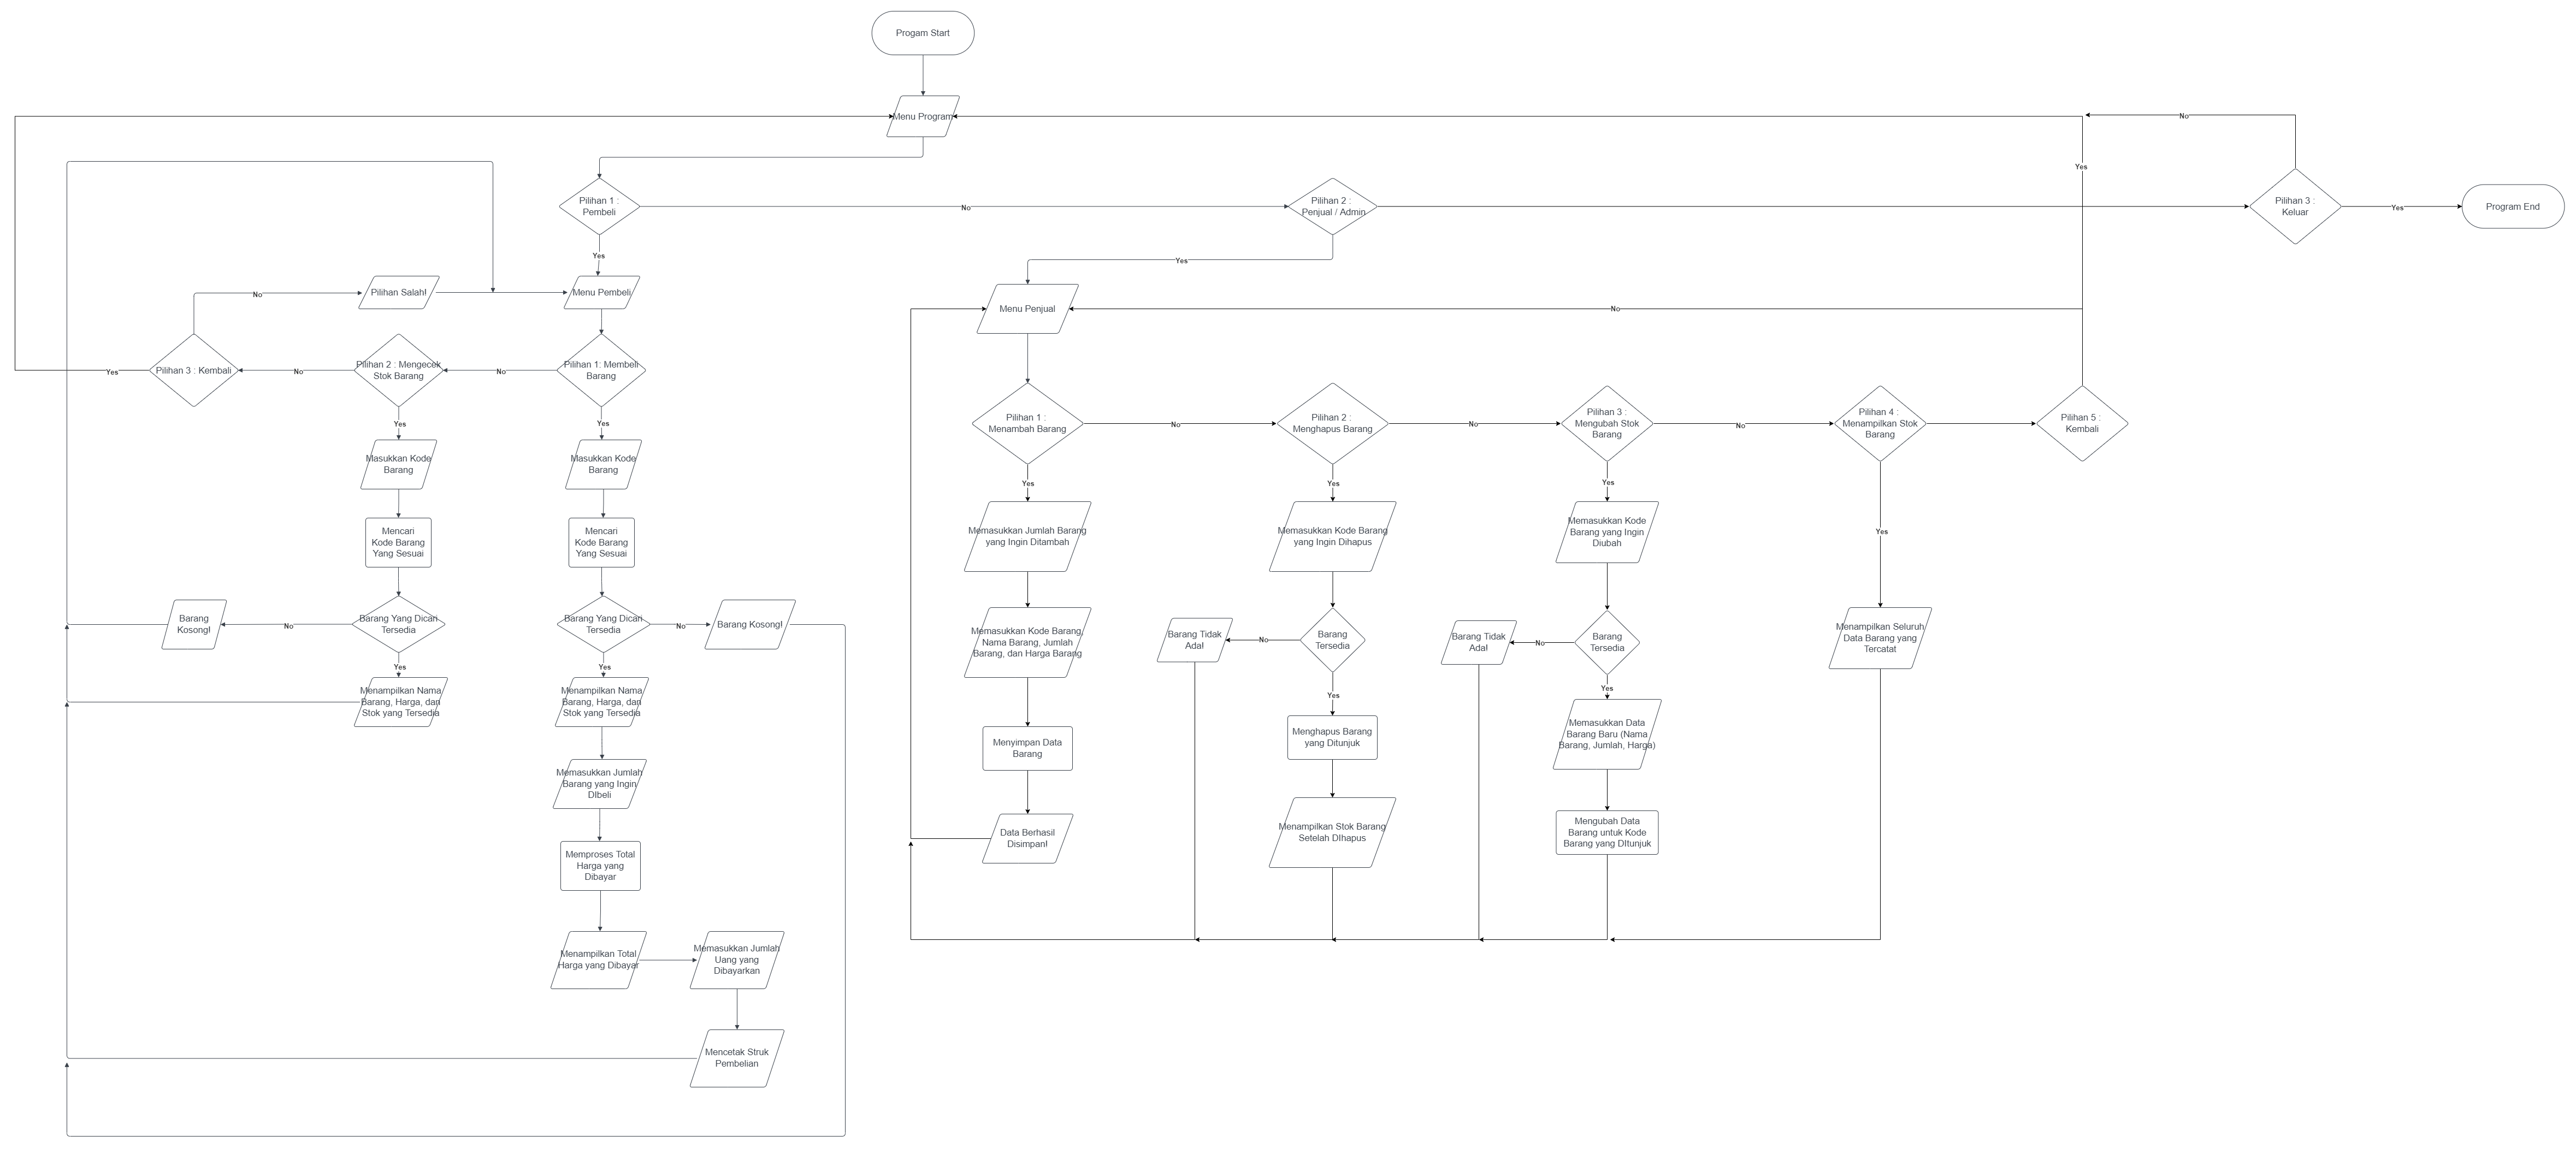 Progam Start
Menu Program
No
Yes
Pilihan 1 :
Pembeli
No
Pilihan 2 :
Penjual / Admin
Pilihan 3 :
Keluar
Yes
Program End
Yes
Yes
Pilihan Salah!
Menu Pembeli
No
Menu Penjual
No
Pilihan 3 : Kembali
Yes
No
Pilihan 2 : Mengecek
Stok Barang
No
Pilihan 1: Membeli
Barang
Yes
Yes
Pilihan 1 :
Menambah Barang
No
Pilihan 2 :
Menghapus Barang
No
Pilihan 3 :
Mengubah Stok
Barang
No
Pilihan 4 :
Menampilkan Stok
Barang
Pilihan 5 :
Kembali
Masukkan Kode
Barang
Masukkan Kode
Barang
Yes
Yes
Yes
Yes
Mencari
Kode Barang
Yang Sesuai
Mencari
Kode Barang
Yang Sesuai
Memasukkan Jumlah Barang
yang Ingin Ditambah
Memasukkan Kode Barang
yang Ingin Dihapus
Memasukkan Kode
Barang yang Ingin
Diubah
Barang
Kosong!
No
Barang Yang Dicari
Tersedia
Barang Yang Dicari
Tersedia
No
Barang Kosong!
Memasukkan Kode Barang,
Nama Barang, Jumlah
Barang, dan Harga Barang
Barang Tidak
Ada!
No
Barang
Tersedia
Barang Tidak
Ada!
No
Barang
Tersedia
Menampilkan Seluruh
Data Barang yang
Tercatat
Yes
Yes
Yes
Yes
Menampilkan Nama
Barang, Harga, dan
Stok yang Tersedia
Menampilkan Nama
Barang, Harga, dan
Stok yang Tersedia
Menyimpan Data
Barang
Menghapus Barang
yang Ditunjuk
Memasukkan Data
Barang Baru (Nama
Barang, Jumlah, Harga)
Memasukkan Jumlah
Barang yang Ingin
DIbeli
Data Berhasil
Disimpan!
Menampilkan Stok Barang
Setelah DIhapus
Mengubah Data
Barang untuk Kode
Barang yang DItunjuk
Memproses Total
Harga yang
Dibayar
Menampilkan Total
Harga yang Dibayar
Memasukkan Jumlah
Uang yang
Dibayarkan
Mencetak Struk
Pembelian